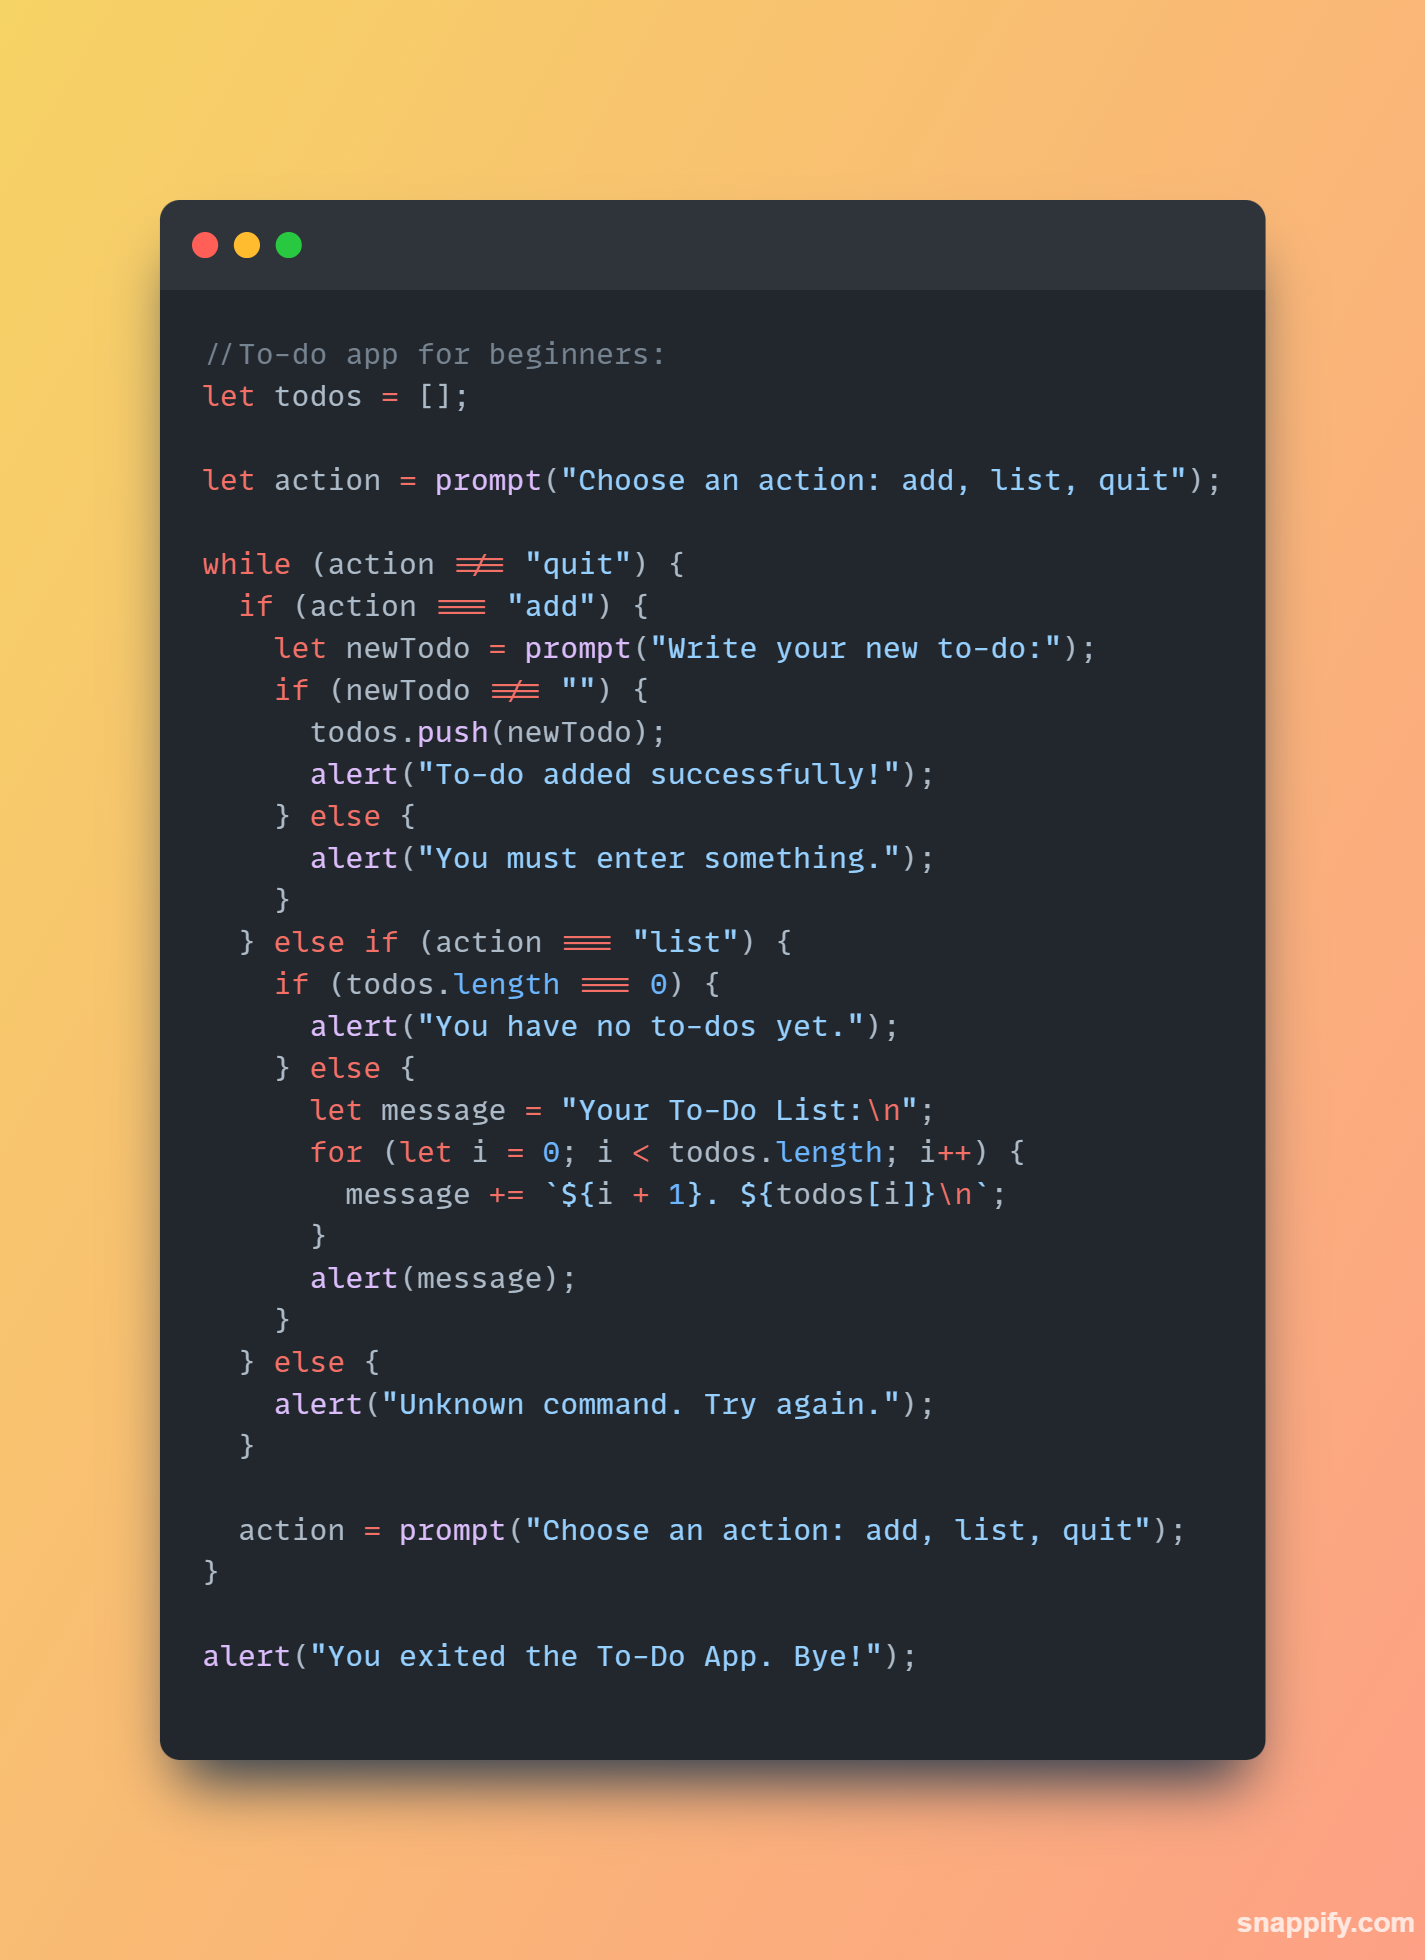 //To-do app for beginners:
let todos = [];
let action = prompt("Choose an action: add, list, quit");
while (action !== "quit") {
  if (action === "add") {
    let newTodo = prompt("Write your new to-do:");
    if (newTodo !== "") {
      todos.push(newTodo);
      alert("To-do added successfully!");
    } else {
      alert("You must enter something.");
    }
  } else if (action === "list") {
    if (todos.length === 0) {
      alert("You have no to-dos yet.");
    } else {
      let message = "Your To-Do List:\n";
      for (let i = 0; i < todos.length; i++) {
        message += `${i + 1}. ${todos[i]}\n`;
      }
      alert(message);
    }
  } else {
    alert("Unknown command. Try again.");
  }
  action = prompt("Choose an action: add, list, quit");
}
alert("You exited the To-Do App. Bye!");
snappify.com